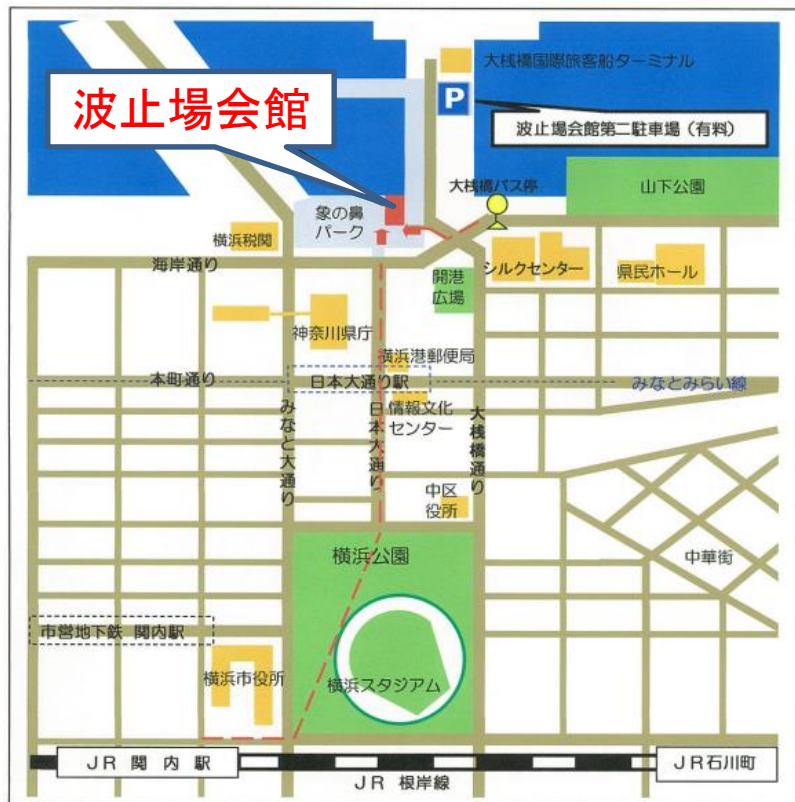 大桟橋国際旅客船ターミナル
波止場会館
P
波止場会館第二駐車場（有料）
大桟橋バス停
山下公園
象の鼻
パーク
横浜税関
海岸通り
シルクセンター
県民ホール
開港
広場
神奈川県庁
横浜港郵便局
本町通り
日本大通り駅
みなとみらい線
情報文化
センター
みなと大通り
日本大通り
大桟橋通り
中区
役所
横浜公園
中華街
市営地下鉄 関内駅
横浜市役所
横浜スタジアム
ＪＲ 関 内 駅
ＪＲ 根岸線
ＪＲ石川町